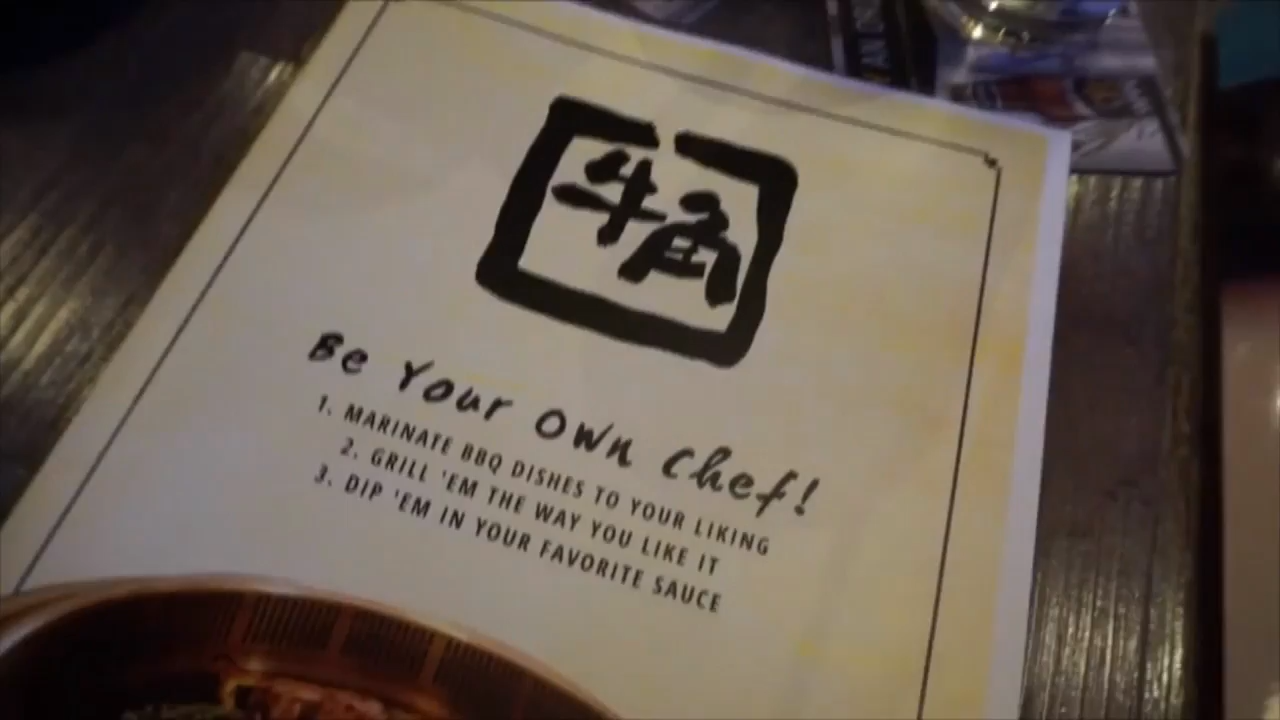 牛角
Be Your Own Chef!
1. MARINATE BBQ DISHES TO YOUR LIKING
2. GRILL 'EM THE WAY YOU LIKE IT
3. DIP 'EM IN YOUR FAVORITE SAUCE